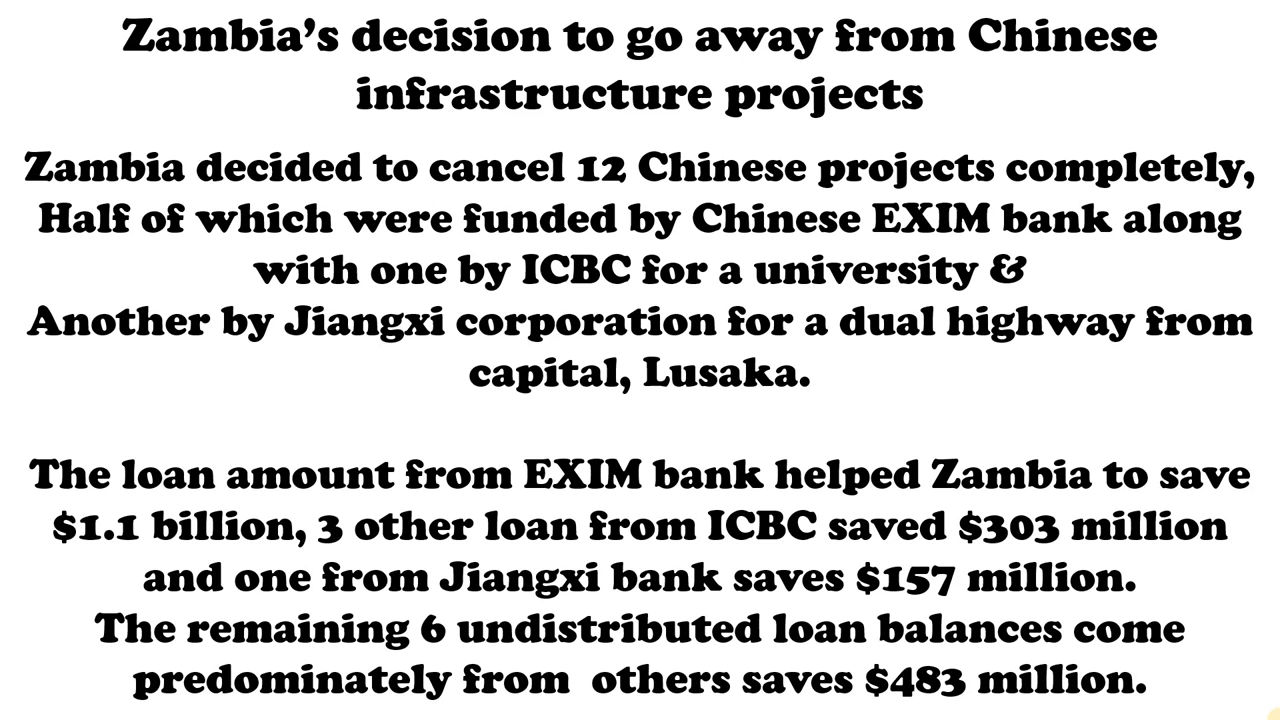 Zambia’s decision to go away from Chinese
infrastructure projects
Zambia decided to cancel 12 Chinese projects completely,
Half of which were funded by Chinese EXIM bank along
with one by ICBC for a university &
Another by Jiangxi corporation for a dual highway from
capital, Lusaka.
The loan amount from EXIM bank helped Zambia to save
$1.1 billion, 3 other loan from ICBC saved $303 million
and one from Jiangxi bank saves $157 million.
The remaining 6 undistributed loan balances come
predominately from  others saves $483 million.